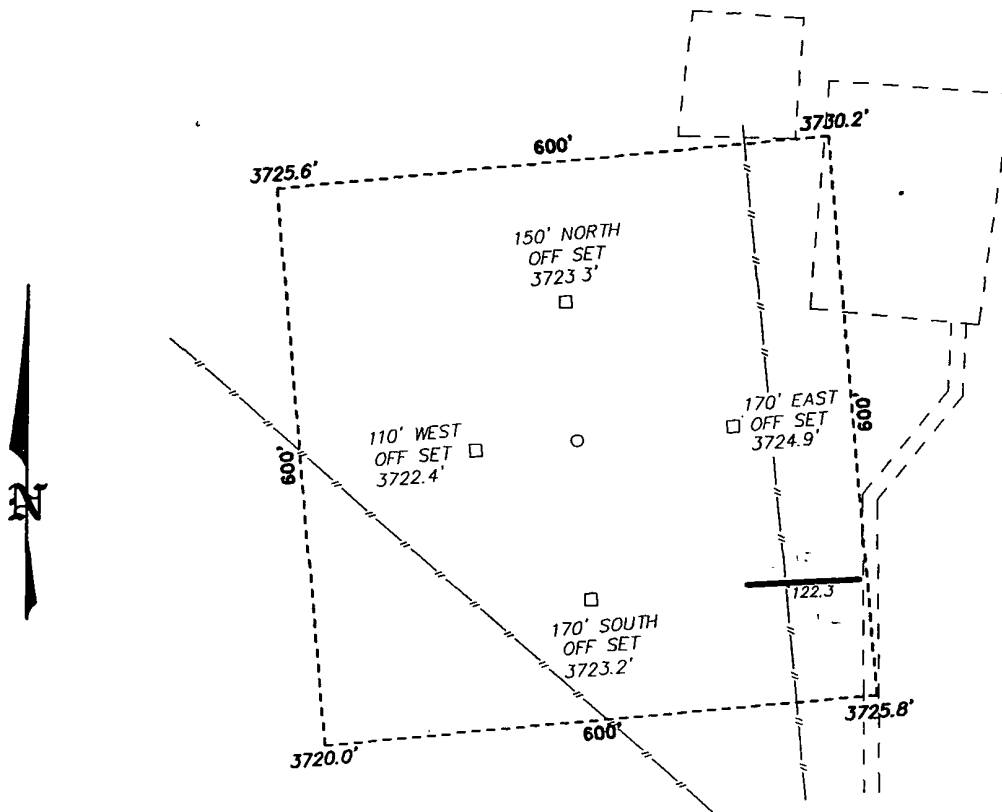 3730.2'
600'
3725.6'
150' NORTH
OFF SET
3723 3'
170' EAST
OFF SET
3724.9'
600'
110' WEST
OFF SET
3722.4'
600'
N
122.3
170' SOUTH
OFF SET
3723.2'
3725.8'
600'
3720.0'